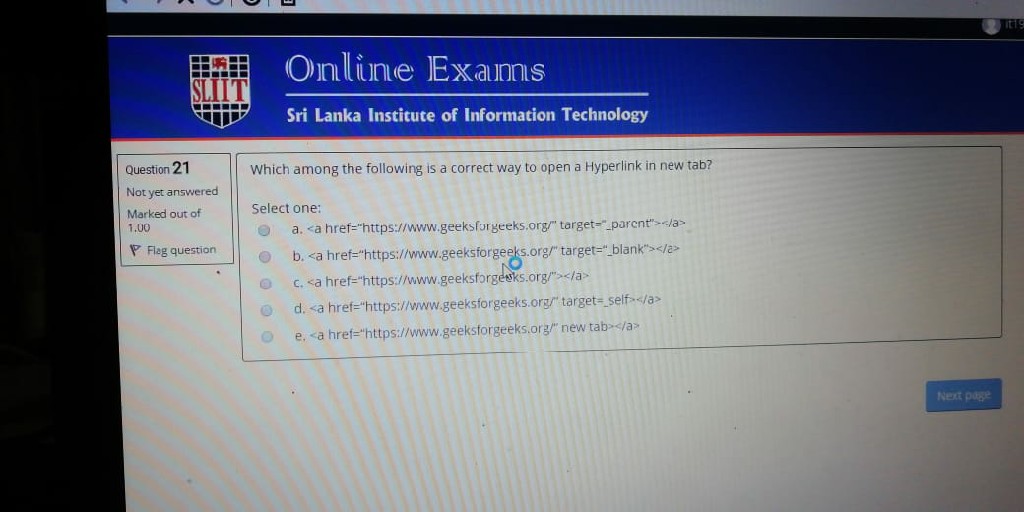 it19
SLIIT
Online Exams
Sri Lanka Institute of Information Technology
Question 21
Not yet answered
Marked out of
1.00
Flag question
Which among the following is a correct way to open a Hyperlink in new tab?
Select one:
a. <a href="https://www.geeksforgeeks.org/" target="_parent"></a>
b. <a href="https://www.geeksforgeeks.org/" target="_blank"></a>
c. <a href="https://www.geeksforgeeks.org/"></a>
d. <a href="https://www.geeksforgeeks.org/" target=_self></a>
e. <a href="https://www.geeksforgeeks.org/" new tab></a>
Next page